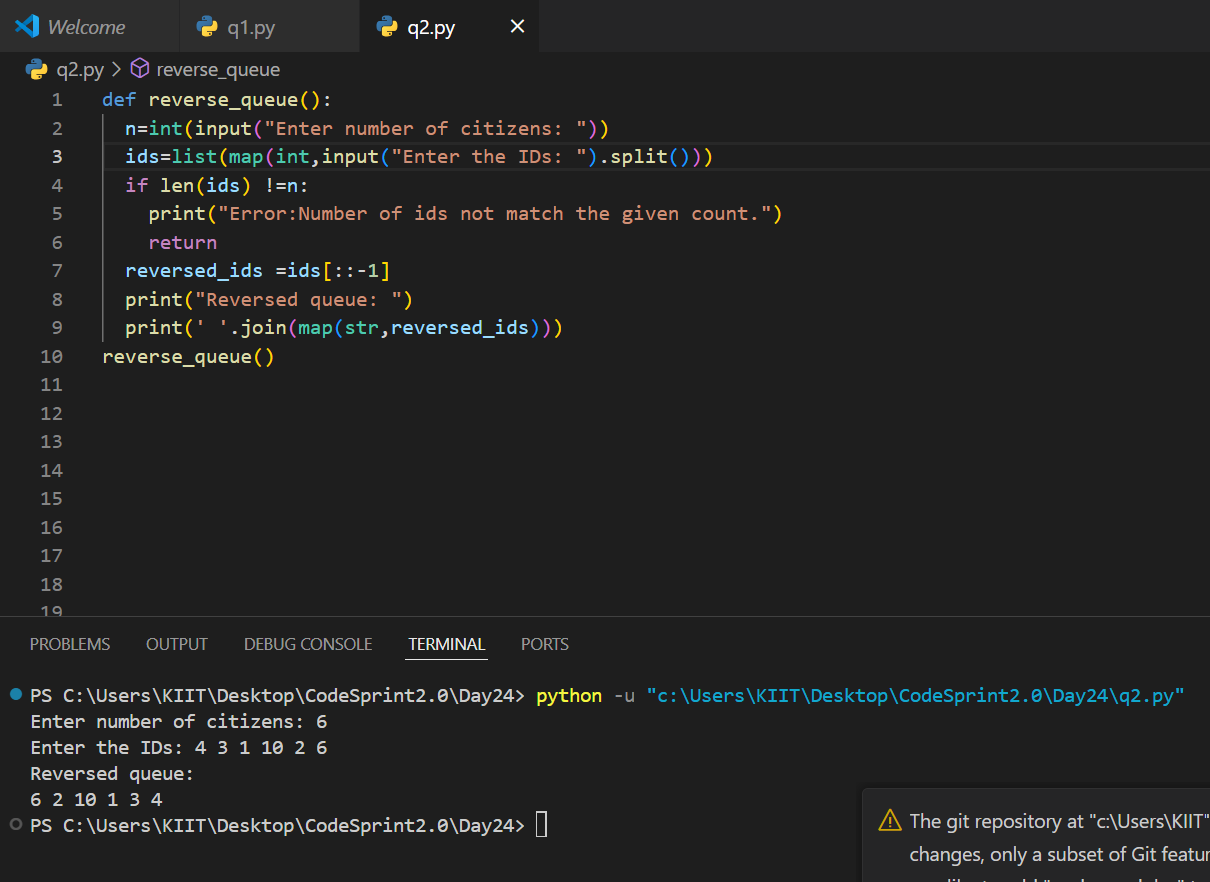 Welcome
q1.py
q2.py
q2.py > reverse_queue
1 def reverse_queue():
2 n=int(input("Enter number of citizens: "))
3 ids=list(map(int,input("Enter the IDs: ").split()))
4 if len(ids) !=n:
5 print("Error:Number of ids not match the given count.")
6 return
7 reversed_ids =ids[::-1]
8 print("Reversed queue: ")
9 print(' '.join(map(str,reversed_ids)))
10 reverse_queue()
11
12
13
14
15
16
17
18
19
PROBLEMS OUTPUT DEBUG CONSOLE TERMINAL PORTS
PS C:\Users\KIIT\Desktop\CodeSprint2.0\Day24> python -u "c:\Users\KIIT\Desktop\CodeSprint2.0\Day24\q2.py"
Enter number of citizens: 6
Enter the IDs: 4 3 1 10 2 6
Reversed queue:
6 2 10 1 3 4
PS C:\Users\KIIT\Desktop\CodeSprint2.0\Day24>
The git repository at "c:\Users\KIIT"
changes, only a subset of Git